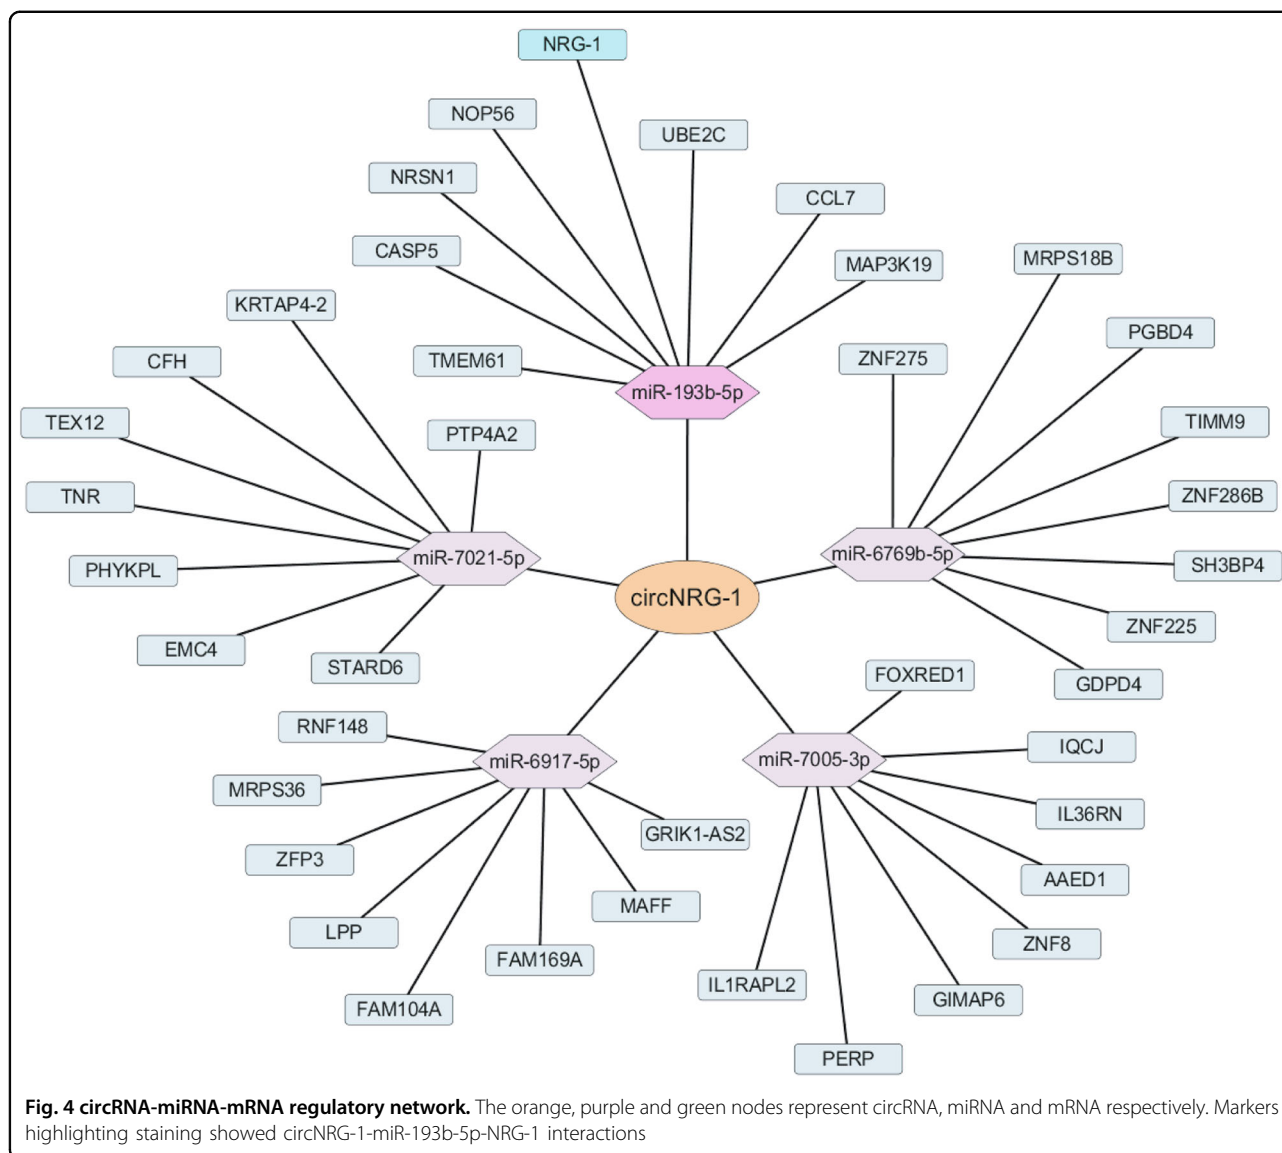 NRG-1
NOP56
UBE2C
NRSN1
CCL7
CASP5
MAP3K19
MRPS18B
KRTAP4-2
PGBD4
CFH
TMEM61
ZNF275
miR-193b-5p
TEX12
PTP4A2
TIMM9
TNR
ZNF286B
miR-7021-5p
miR-6769b-5p
PHYKPL
SH3BP4
circNRG-1
ZNF225
EMC4
STARD6
FOXRED1
GDPD4
RNF148
IQCJ
miR-6917-5p
miR-7005-3p
MRPS36
IL36RN
GRIK1-AS2
ZFP3
AAED1
MAFF
LPP
ZNF8
FAM169A
IL1RAPL2
GIMAP6
FAM104A
PERP
Fig. 4 circRNA-miRNA-mRNA regulatory network. The orange, purple and green nodes represent circRNA, miRNA and mRNA respectively. Markers
highlighting staining showed circNRG-1-miR-193b-5p-NRG-1 interactions